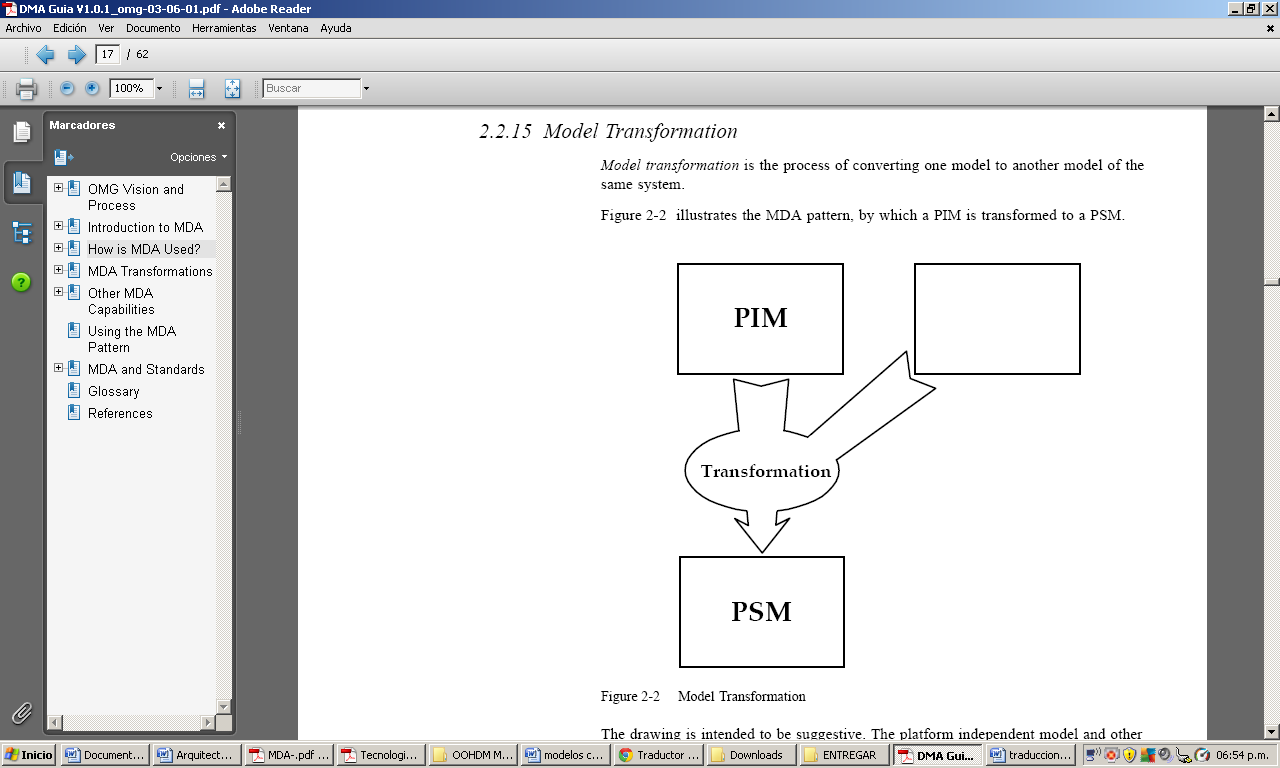 DMA Guia V1.0.1_omg-03-06-01.pdf - Adobe Reader
Archivo Edición Ver Documento Herramientas Ventana Ayuda
17 / 62
100% Buscar
Marcadores
Opciones
OMG Vision and
Process
Introduction to MDA
How is MDA Used?
MDA Transformations
Other MDA
Capabilities
Using the MDA
Pattern
MDA and Standards
Glossary
References
2.2.15 Model Transformation
Model transformation is the process of converting one model to another model of the
same system.
Figure 2-2 illustrates the MDA pattern, by which a PIM is transformed to a PSM.
PIM
Transformation
PSM
Figure 2-2 Model Transformation
The drawing is intended to be suggestive. The platform independent model and other
Inicio Document... Arquitect... MDA-.pdf ... Tecnologi... OOHDM M... modelos c... Traductor ... Downloads ENTREGAR DMA Gui... traduccion... 06:54 p.m.